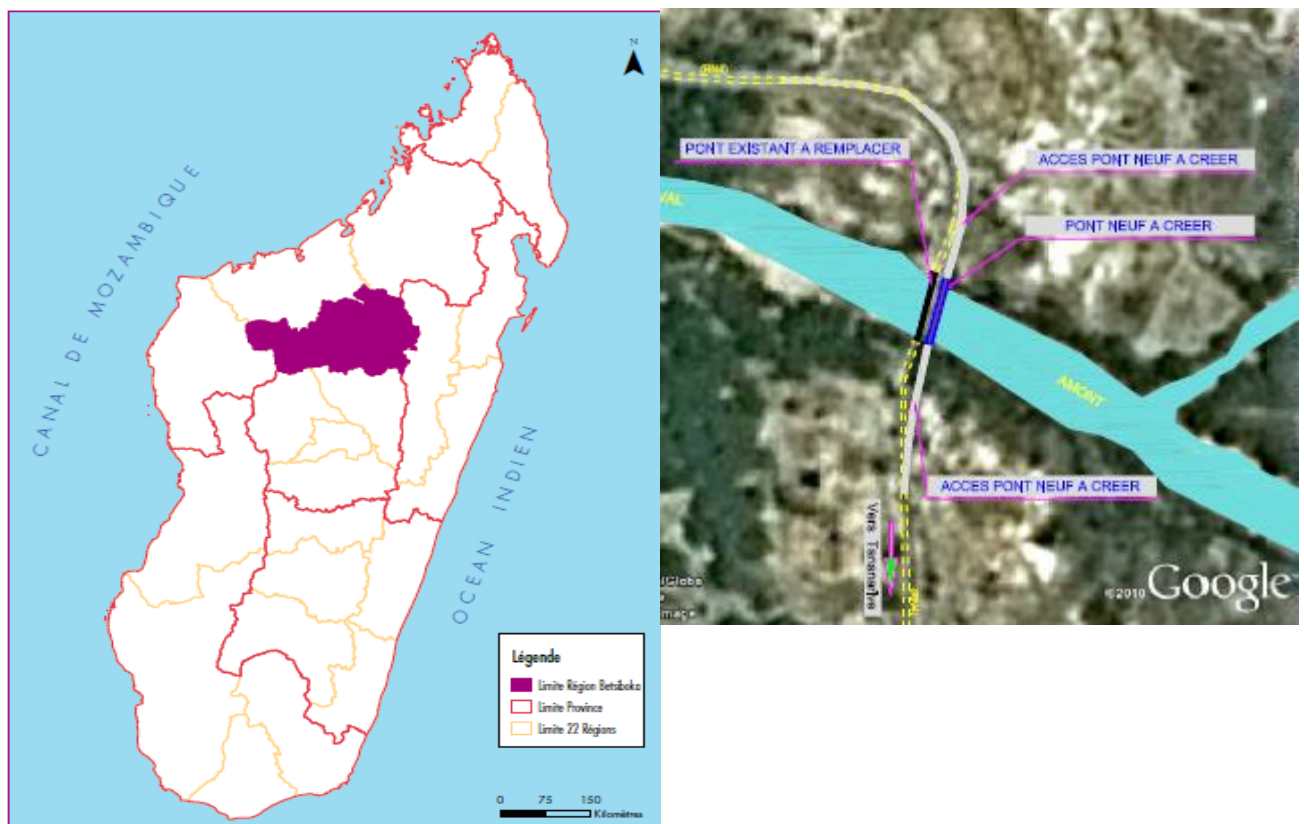 N
CANAL DE MOZAMBIQUE
OCEAN INDIEN
Légende
Limite Région Betsiboka
Limite Province
Limite 22 Régions
0 75 150
Kilomètres
PONT EXISTANT A REMPLACER
ACCES PONT NEUF A CREER
PONT NEUF A CREER
VAL
AMONT
ACCES PONT NEUF A CREER
Vers Tananarive
©2010 Google